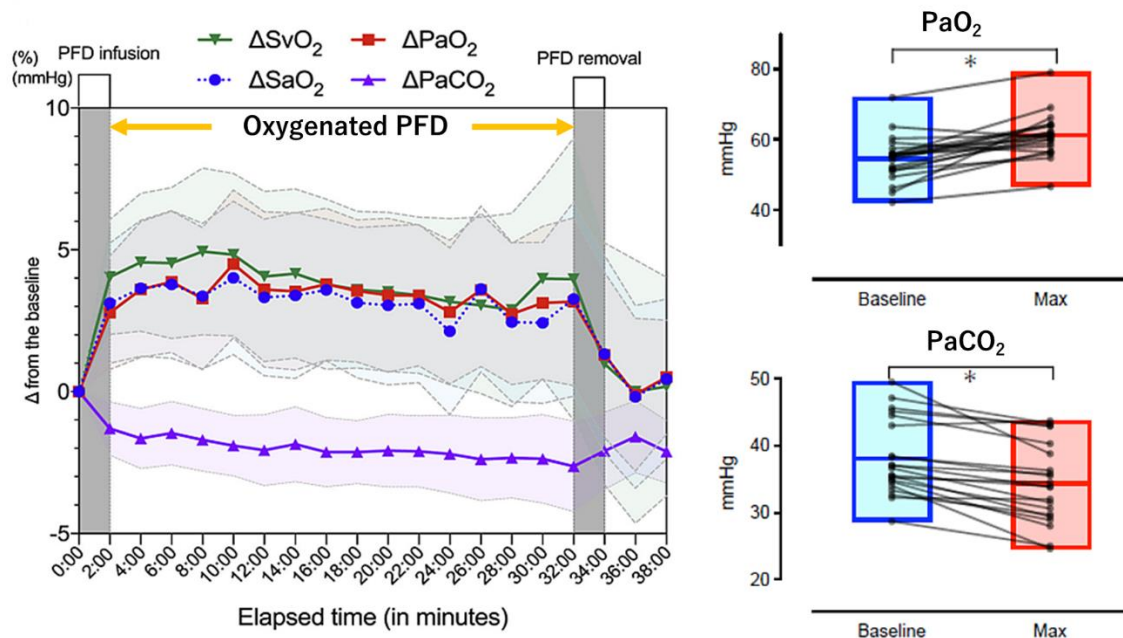 PFD infusion
ΔSvO₂
ΔPaO₂
ΔSaO₂
ΔPaCO₂
PFD removal
(%)
(mmHg)
Oxygenated PFD
10
5
0
-5
Δ from the baseline
0:00
2:00
4:00
6:00
8:00
10:00
12:00
14:00
16:00
18:00
20:00
22:00
24:00
26:00
28:00
30:00
32:00
34:00
36:00
38:00
Elapsed time (in minutes)
PaO₂
*
80
60
40
mmHg
Baseline
Max
PaCO₂
*
50
40
30
20
mmHg
Baseline
Max